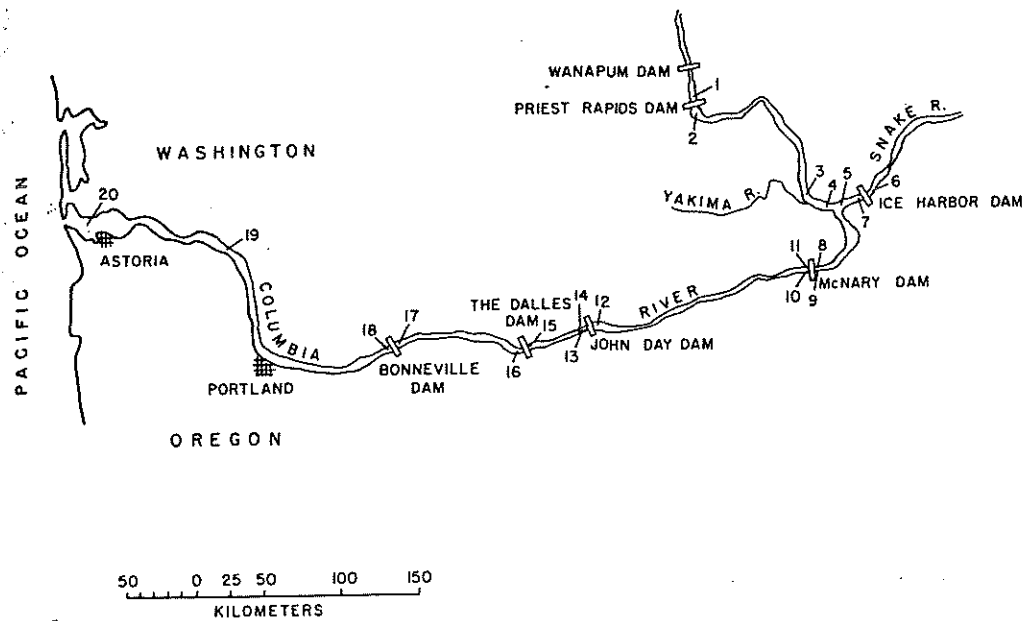 WANAPUM DAM
1
PRIEST RAPIDS DAM
2
SNAKE R.
WASHINGTON
3
4
5
6
YAKIMA R.
ICE HARBOR DAM
7
PACIFIC OCEAN
20
19
ASTORIA
11
8
McNARY DAM
10
9
COLUMBIA
RIVER
THE DALLES
DAM
14
12
15
17
18
13
JOHN DAY DAM
16
BONNEVILLE
DAM
PORTLAND
OREGON
50 0 25 50 100 150
KILOMETERS